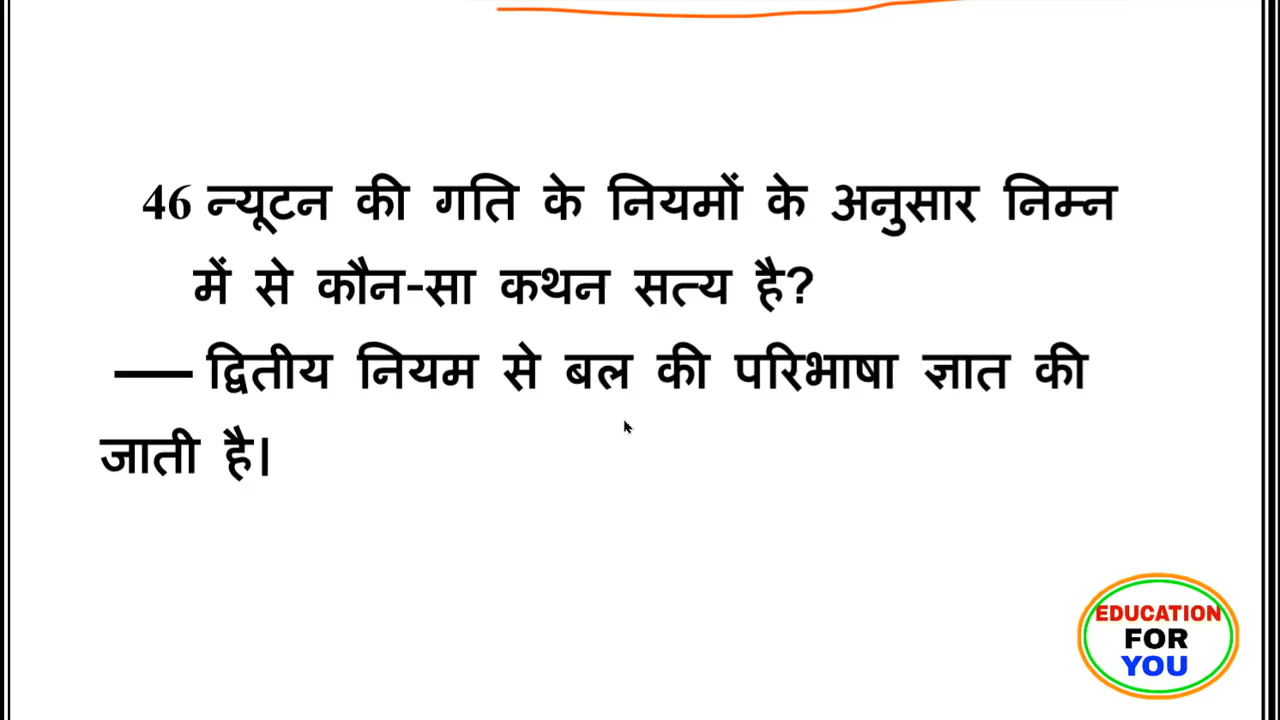 46 न्यूटन की गति के नियमों के अनुसार निम्न
में से कौन-सा कथन सत्य है?
— द्वितीय नियम से बल की परिभाषा ज्ञात की
जाती है।
EDUCATION
FOR
YOU